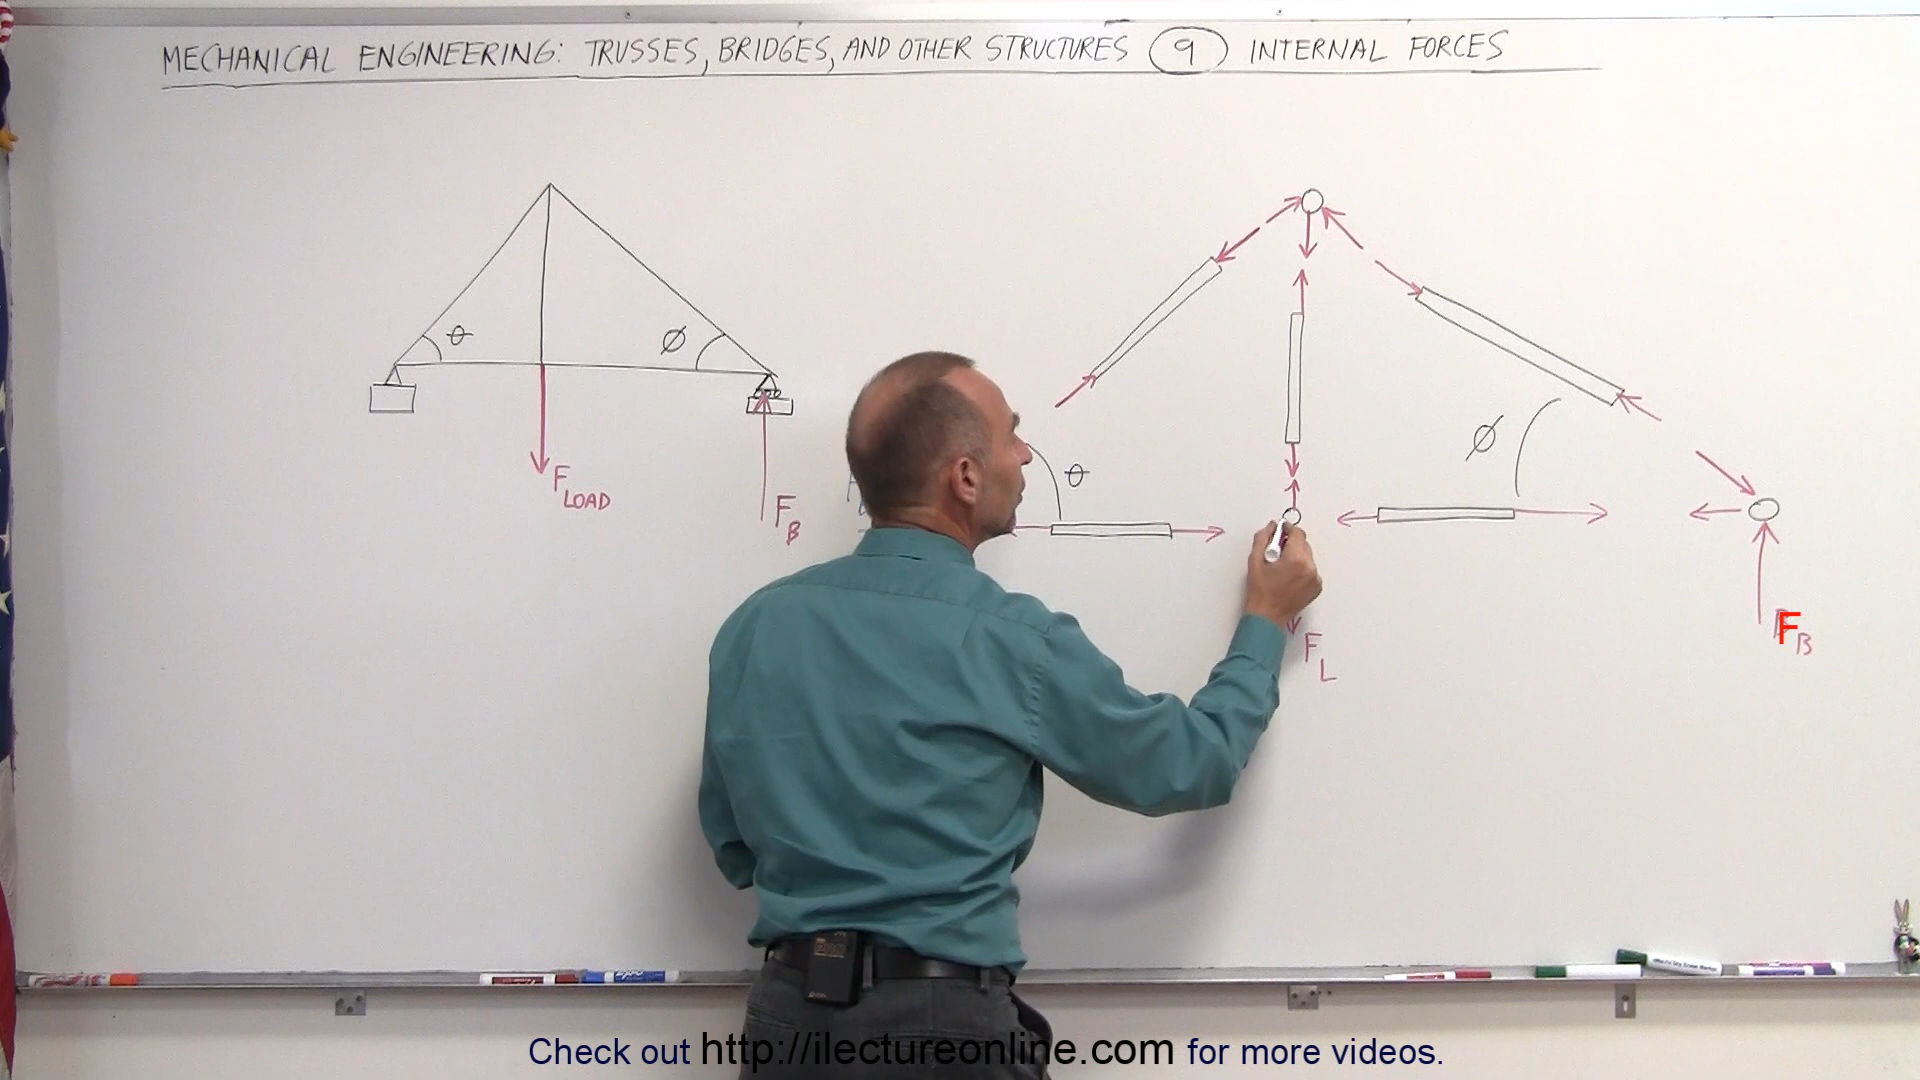 MECHANICAL ENGINEERING: TRUSSES, BRIDGES, AND OTHER STRUCTURES 9 INTERNAL FORCES
θ
Ø
F LOAD
F B
θ
Ø
F L
F B
Check out http://ilectureonline.com for more videos.